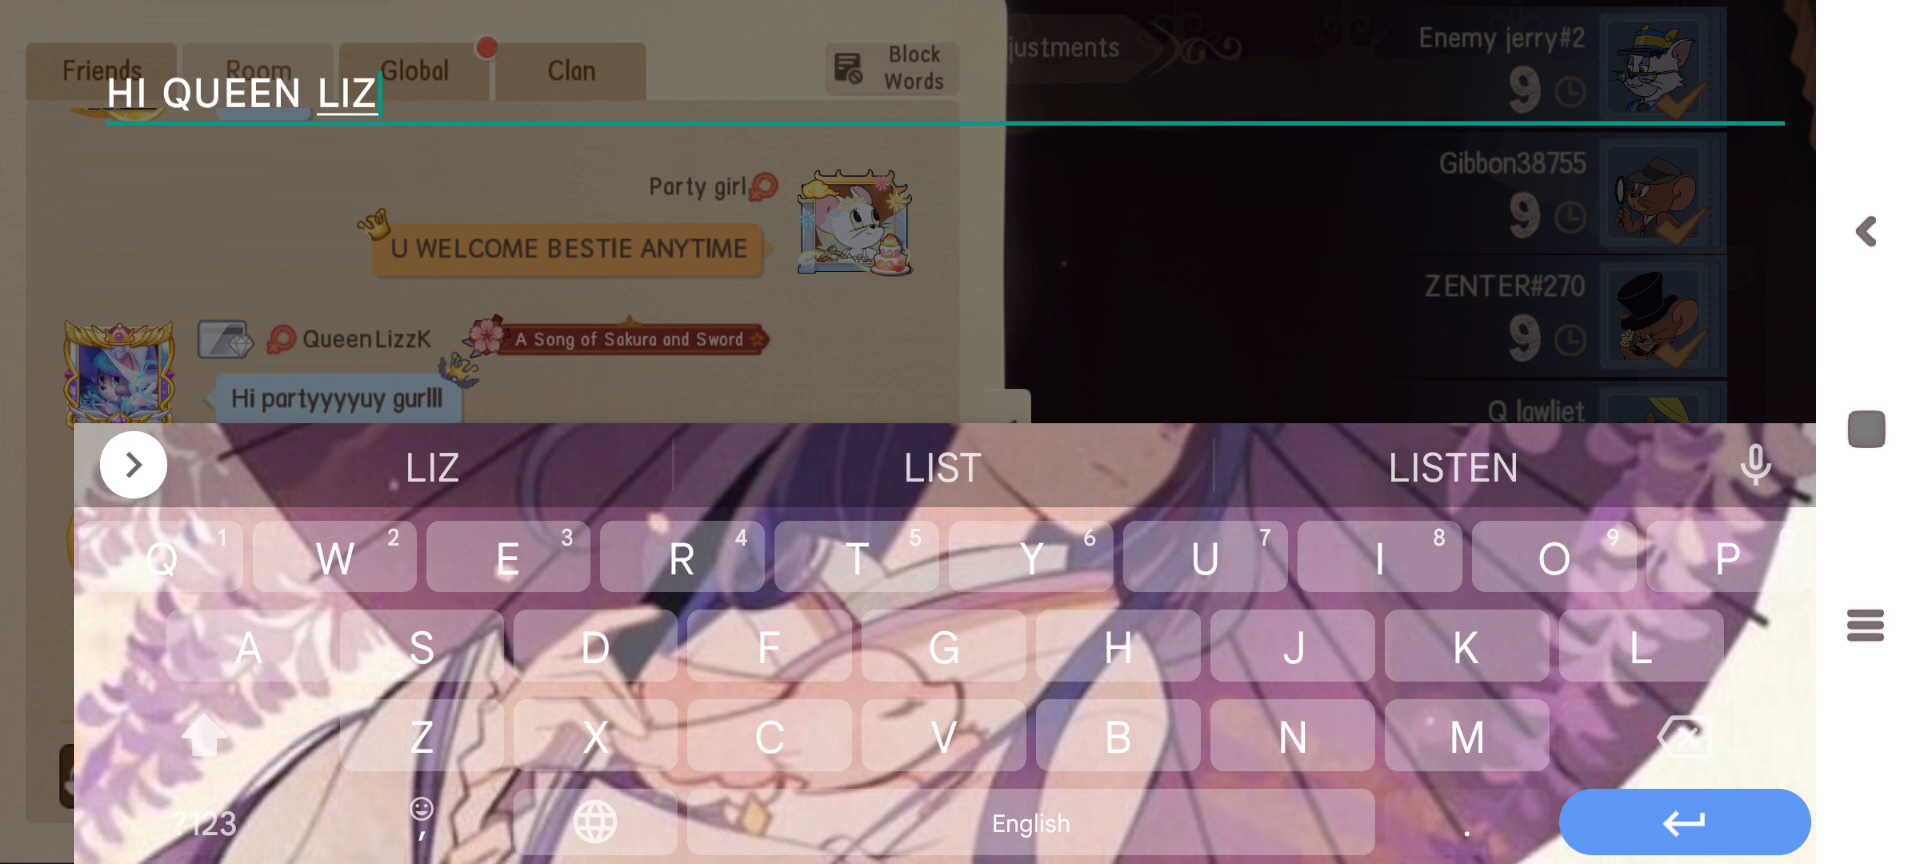 Friends
Room
Global
Clan
Block
Words
justments
HI QUEEN LIZ
Enemy jerry#2
9
Party girl
Gibbon38755
9
U WELCOME BESTIE ANYTIME
ZENTER#270
9
QueenLizzK
A Song of Sakura and Sword
Hi partyyyyuy gurlll
Q lawliet
LIZ
LIST
LISTEN
Q 1 W 2 E 3 R 4 T 5 Y 6 U 7 I 8 O 9 P 0
A S D F G H J K L
Z X C V B N M
?123 , English .